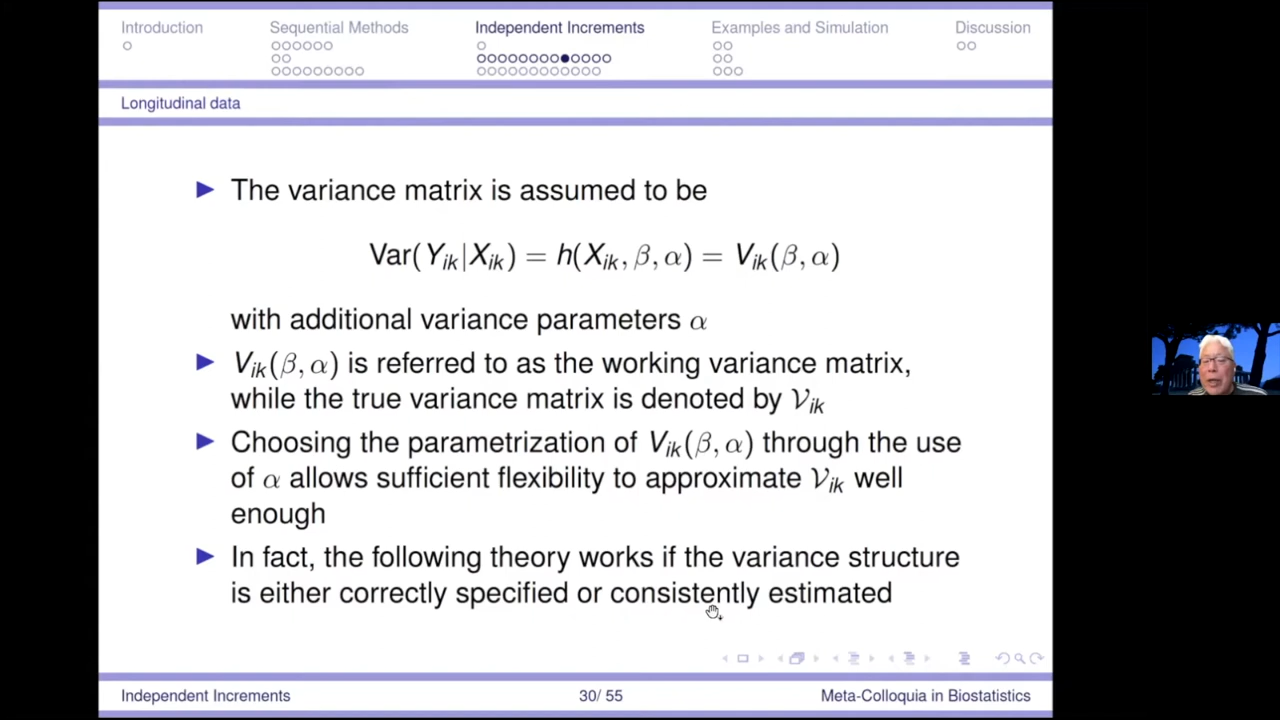 Introduction Sequential Methods Independent Increments Examples and Simulation Discussion
Longitudinal data
The variance matrix is assumed to be
Var(Y_ik|X_ik) = h(X_ik, β, α) = V_ik(β, α)
with additional variance parameters α
V_ik(β, α) is referred to as the working variance matrix,
while the true variance matrix is denoted by 𝒱_ik
Choosing the parametrization of V_ik(β, α) through the use
of α allows sufficient flexibility to approximate 𝒱_ik well
enough
In fact, the following theory works if the variance structure
is either correctly specified or consistently estimated
Independent Increments 30/ 55 Meta-Colloquia in Biostatistics